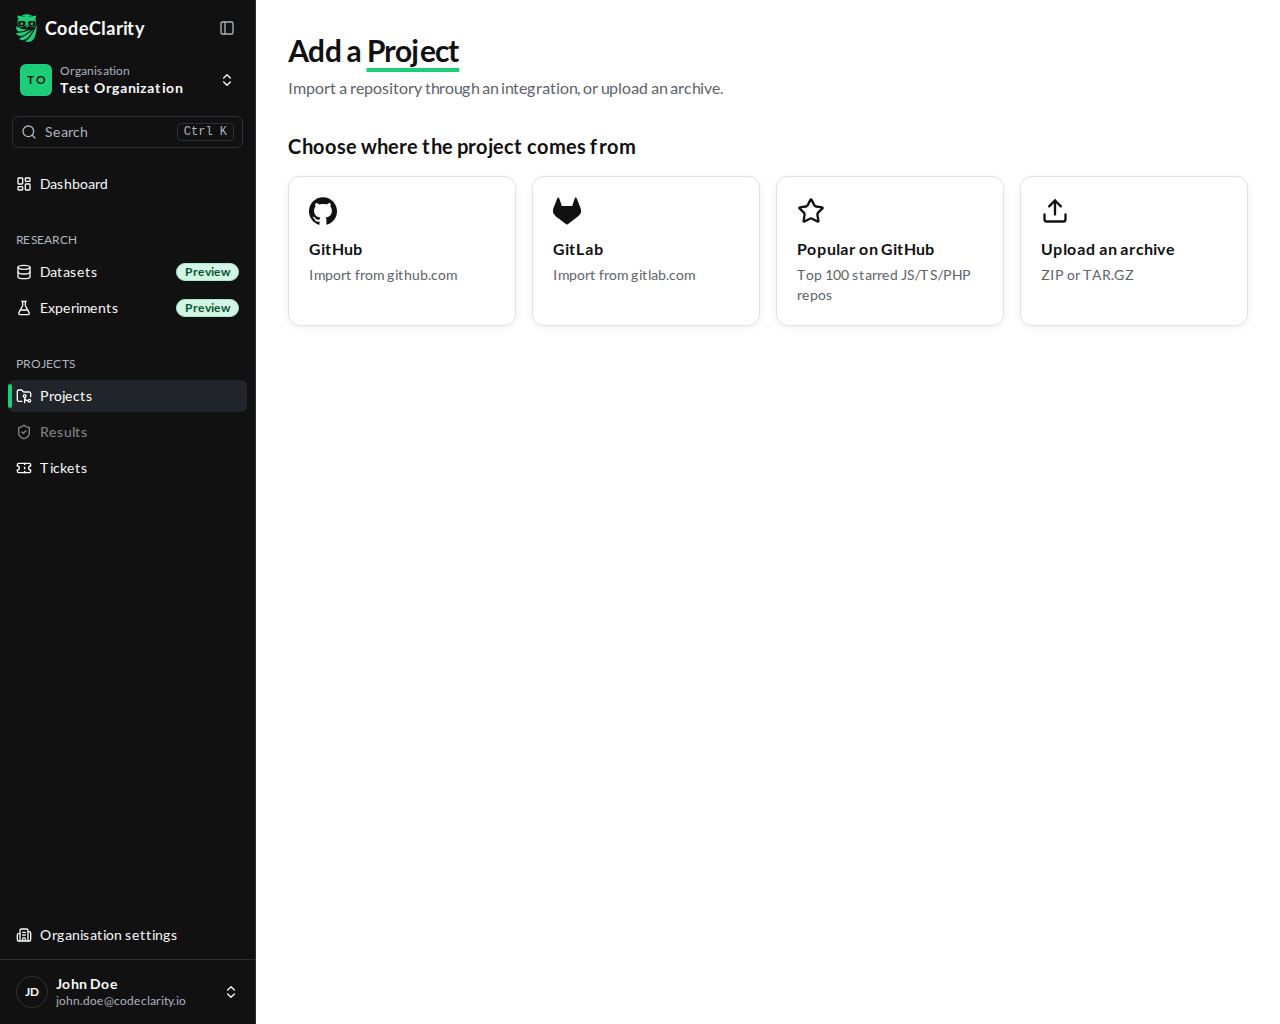 CodeClarity
TO
Organisation
Test Organization
Search
Ctrl K
Dashboard
RESEARCH
Datasets
Preview
Experiments
Preview
PROJECTS
Projects
Results
Tickets
Organisation settings
JD
John Doe
john.doe@codeclarity.io
Add a Project
Import a repository through an integration, or upload an archive.
Choose where the project comes from
GitHub
Import from github.com
GitLab
Import from gitlab.com
Popular on GitHub
Top 100 starred JS/TS/PHP
repos
Upload an archive
ZIP or TAR.GZ